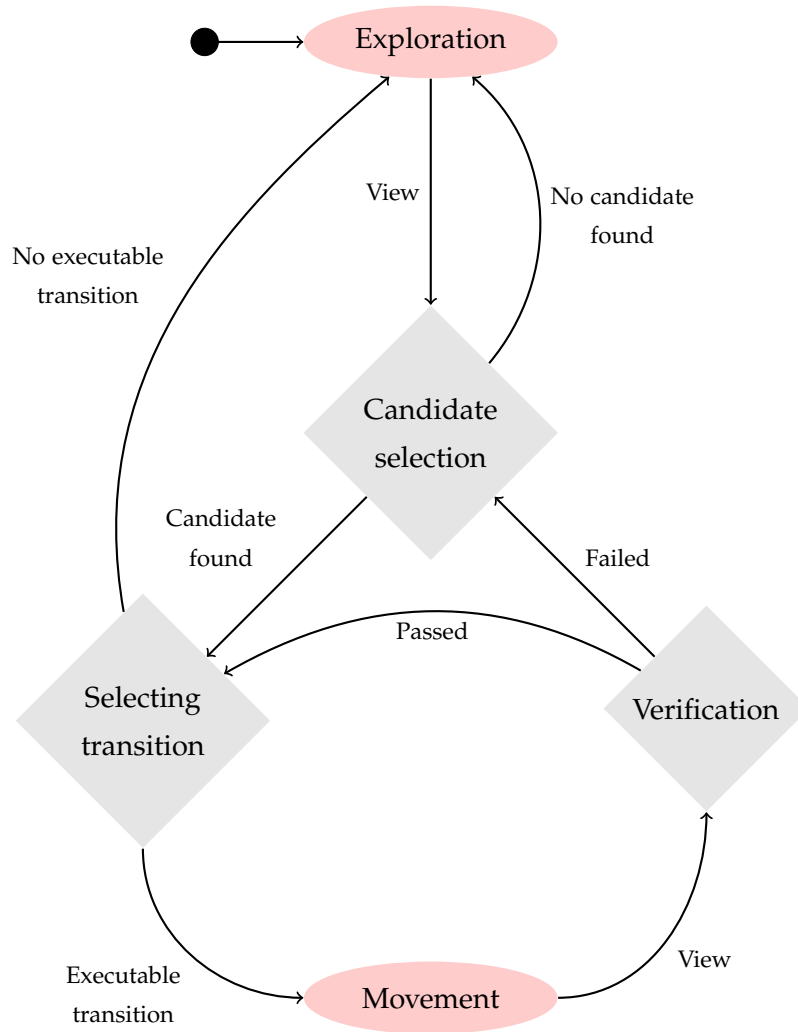 Exploration
View
No candidate
found
No executable
transition
Candidate
selection
Candidate
found
Failed
Passed
Selecting
transition
Verification
View
Executable
transition
Movement